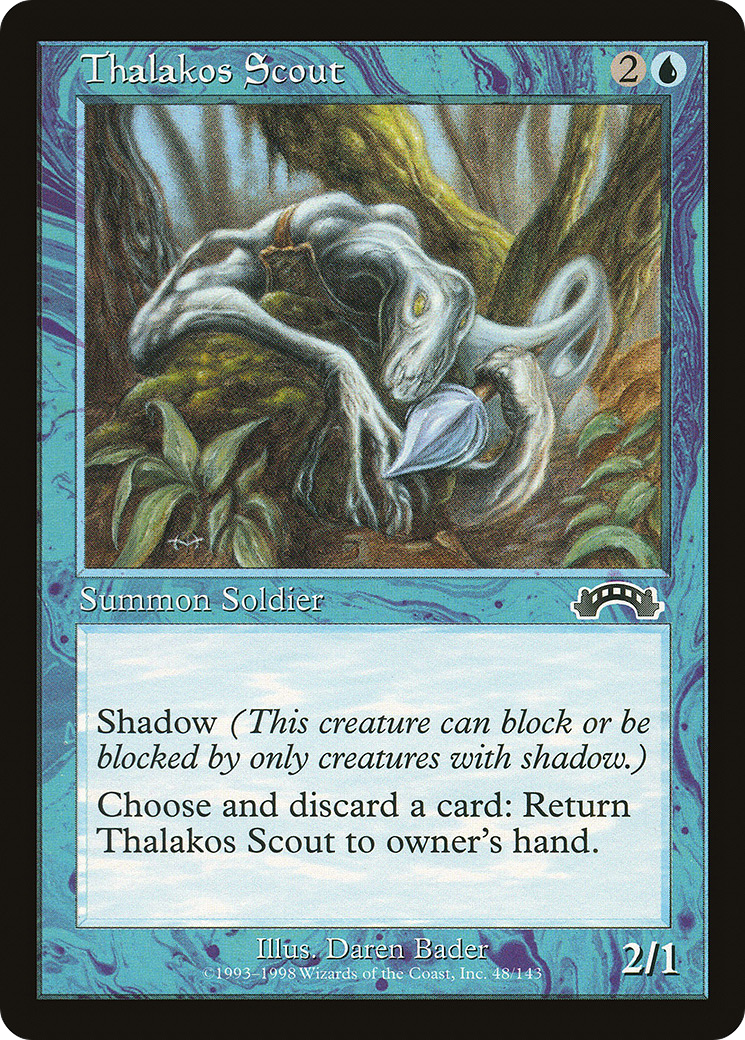 Thalakos Scout 2
Summon Soldier
Shadow (This creature can block or be
blocked by only creatures with shadow.)
Choose and discard a card: Return
Thalakos Scout to owner's hand.
Illus. Daren Bader
©1993–1998 Wizards of the Coast, Inc. 48/143
2/1